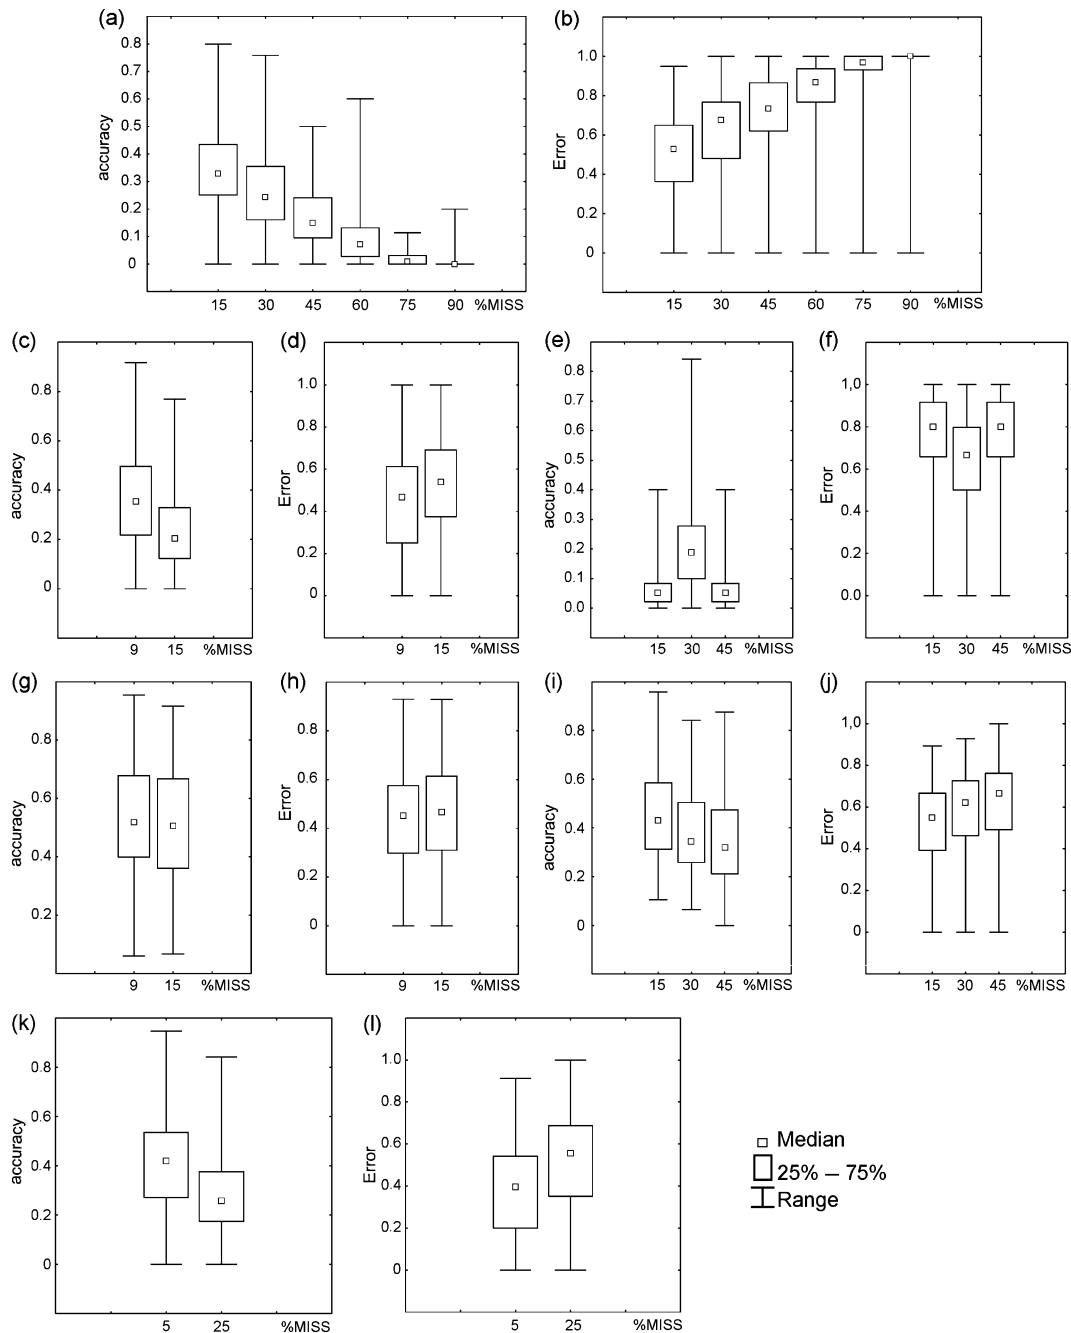 (a)
accuracy
0.8
0.7
0.6
0.5
0.4
0.3
0.2
0.1
0
15 30 45 60 75 90 %MISS
(b)
Error
1.0
0.8
0.6
0.4
0.2
0
15 30 45 60 75 90 %MISS
(c)
accuracy
0.8
0.6
0.4
0.2
0
9 15 %MISS
(d)
Error
1.0
0.8
0.6
0.4
0.2
0
9 15 %MISS
(e)
accuracy
0.8
0.7
0.6
0.5
0.4
0.3
0.2
0.1
0.0
15 30 45 %MISS
(f)
Error
1,0
0.8
0.6
0.4
0.2
0.0
15 30 45 %MISS
(g)
accuracy
0.8
0.6
0.4
0.2
9 15 %MISS
(h)
Error
0.8
0.6
0.4
0.2
0
9 15 %MISS
(i)
accuracy
0.8
0.6
0.4
0.2
0
15 30 45 %MISS
(j)
Error
1,0
0.8
0.6
0.4
0.2
0
15 30 45 %MISS
(k)
accuracy
0.8
0.6
0.4
0.2
0
5 25 %MISS
(l)
Error
1.0
0.8
0.6
0.4
0.2
0
5 25 %MISS
Median
25% – 75%
Range